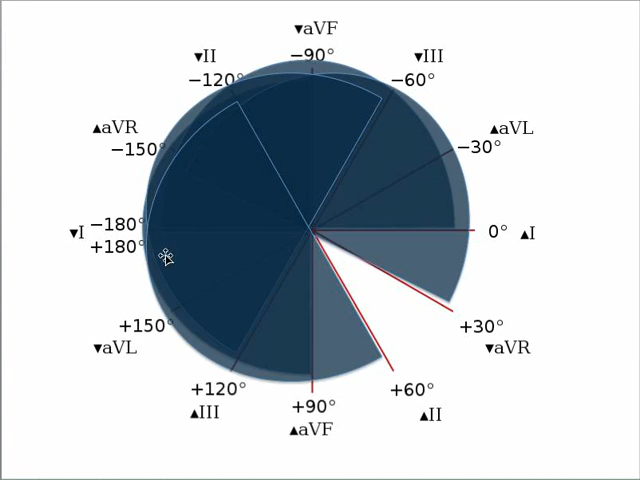 ▾aVF
−90°
▾II
−120°
▾III
−60°
▴aVR
−150°
▴aVL
−30°
▾I
−180°
+180°
0° ▴I
+150°
▾aVL
+30°
▾aVR
+120°
▴III
+90°
▴aVF
+60°
▴II